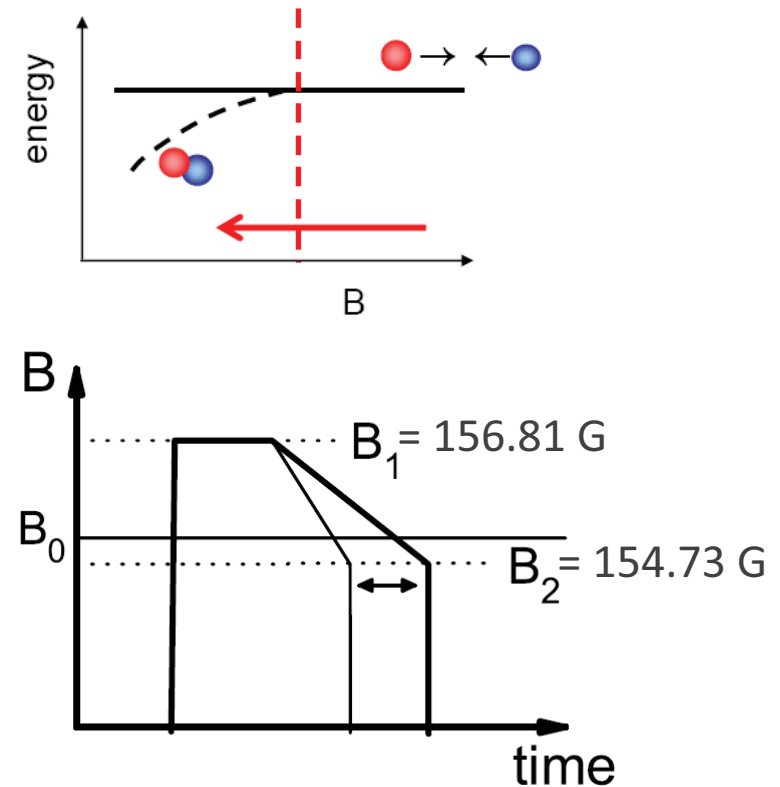 energy
B
B
B1 = 156.81 G
B0
B2 = 154.73 G
time